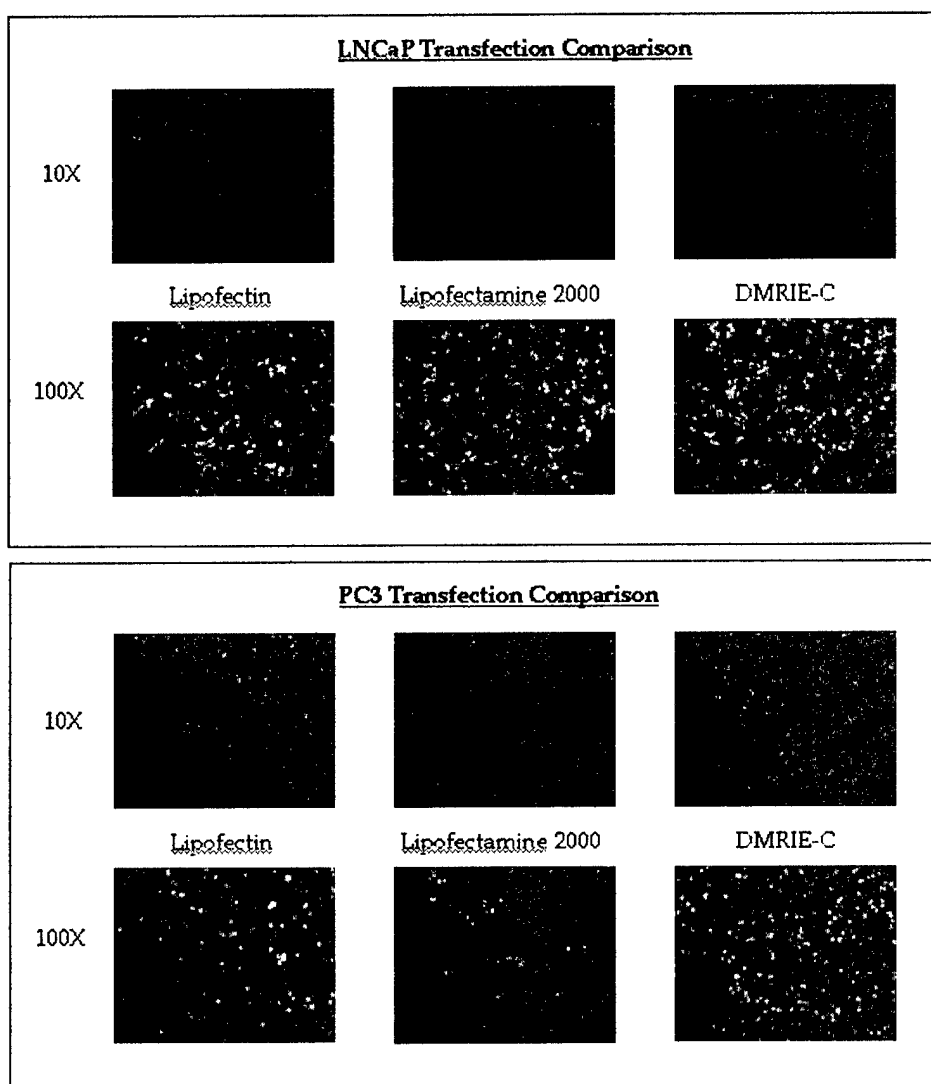 LNCaP Transfection Comparison
10X
Lipofectin Lipofectamine 2000 DMRIE-C
100X
PC3 Transfection Comparison
10X
Lipofectin Lipofectamine 2000 DMRIE-C
100X